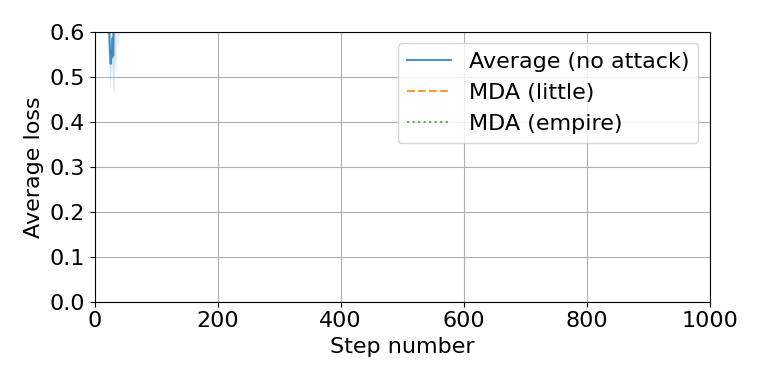 0.6
0.5
0.4
0.3
0.2
0.1
0.0
Average loss
Average (no attack)
MDA (little)
MDA (empire)
0 200 400 600 800 1000
Step number